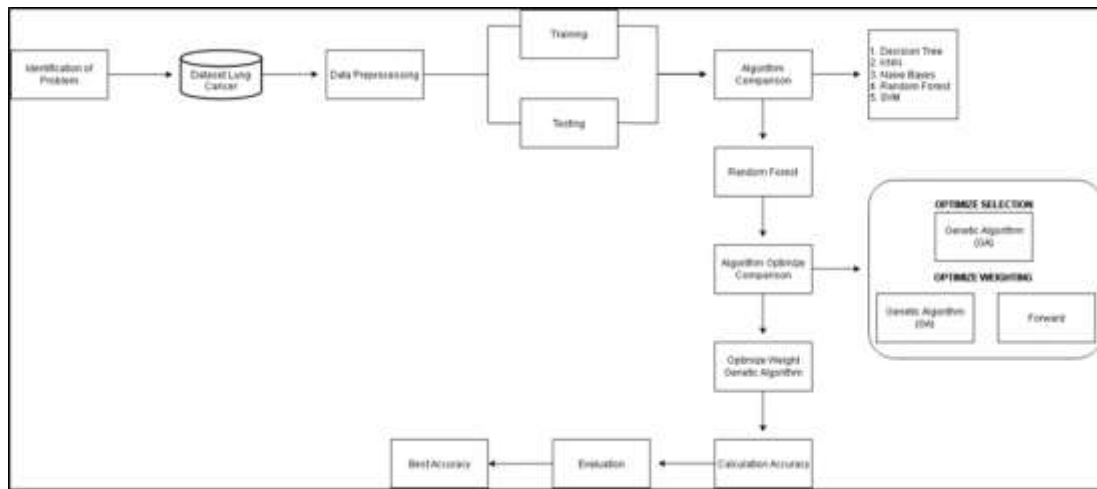 Identification of
Problem
Dataset Lung
Cancer
Data Preprocessing
Training
Testing
Algorithm
Comparison
1. Decision Tree
2. KNN
3. Naive Bases
4. Random Forest
5. SVM
Random Forest
Algorithm Optimize
Comparison
OPTIMIZE SELECTION
Genetic Algorithm
(GA)
OPTIMIZE WEIGHTING
Genetic Algorithm
(GA)
Forward
Optimize Weight
Genetic Algorithm
Calculation Accuracy
Evaluation
Best Accuracy